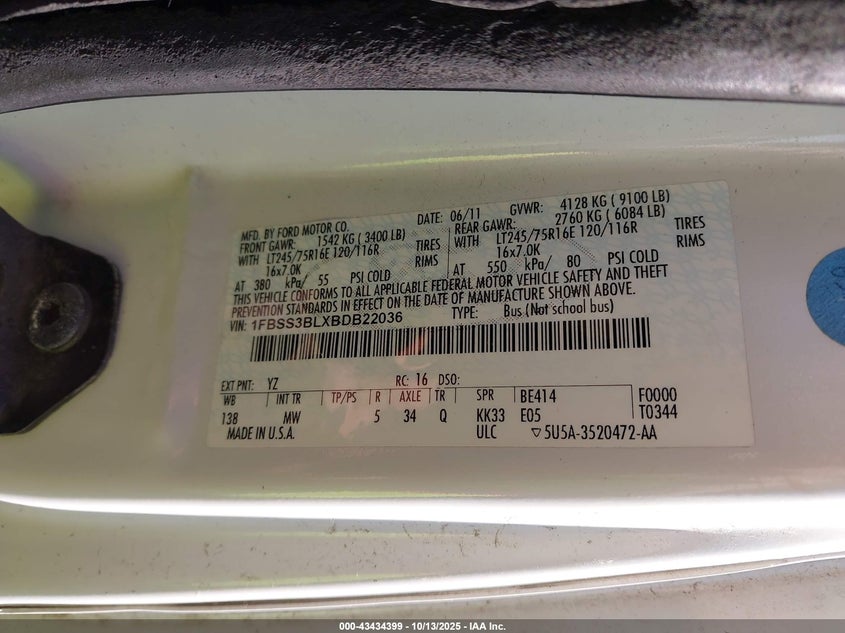 MFD. BY FORD MOTOR CO. DATE: 06/11 GVWR: 4128 KG ( 9100 LB)
FRONT GAWR: 1542 KG ( 3400 LB) REAR GAWR: 2760 KG ( 6084 LB)
WITH LT245/75R16E 120/116R TIRES WITH LT245/75R16E 120/116R TIRES
16x7.0K RIMS 16x7.0K RIMS
AT 380 kPa/ 55 PSI COLD AT 550 kPa/ 80 PSI COLD
THIS VEHICLE CONFORMS TO ALL APPLICABLE FEDERAL MOTOR VEHICLE SAFETY AND THEFT
PREVENTION STANDARDS IN EFFECT ON THE DATE OF MANUFACTURE SHOWN ABOVE.
VIN: 1FBSS3BLXBDB22036 TYPE: Bus (Not school bus)
EXT PNT: YZ RC: 16 DSO:
WB INT TR TP/PS R AXLE TR SPR BE414 F0000
138 MW 5 34 Q KK33 E05 T0344
MADE IN U.S.A. ULC ▽5U5A-3520472-AA
000-43434399 | 10/13/2025 - IAA Inc.